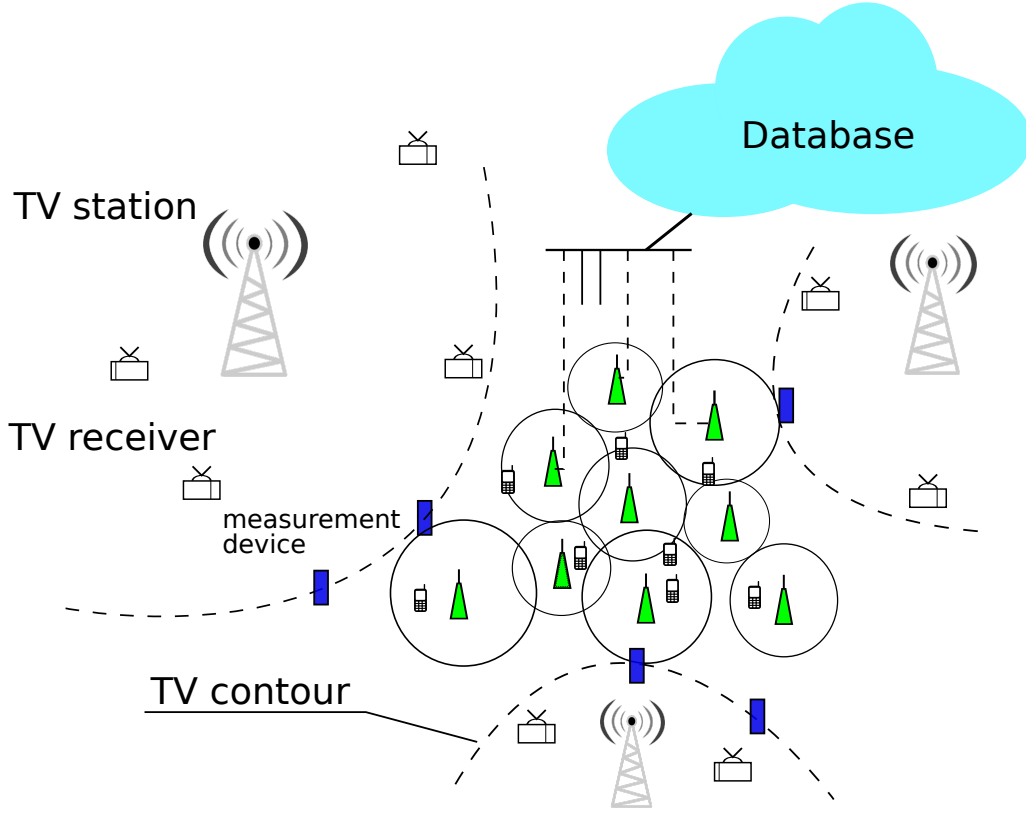 Database
TV station
TV receiver
measurement
device
TV contour